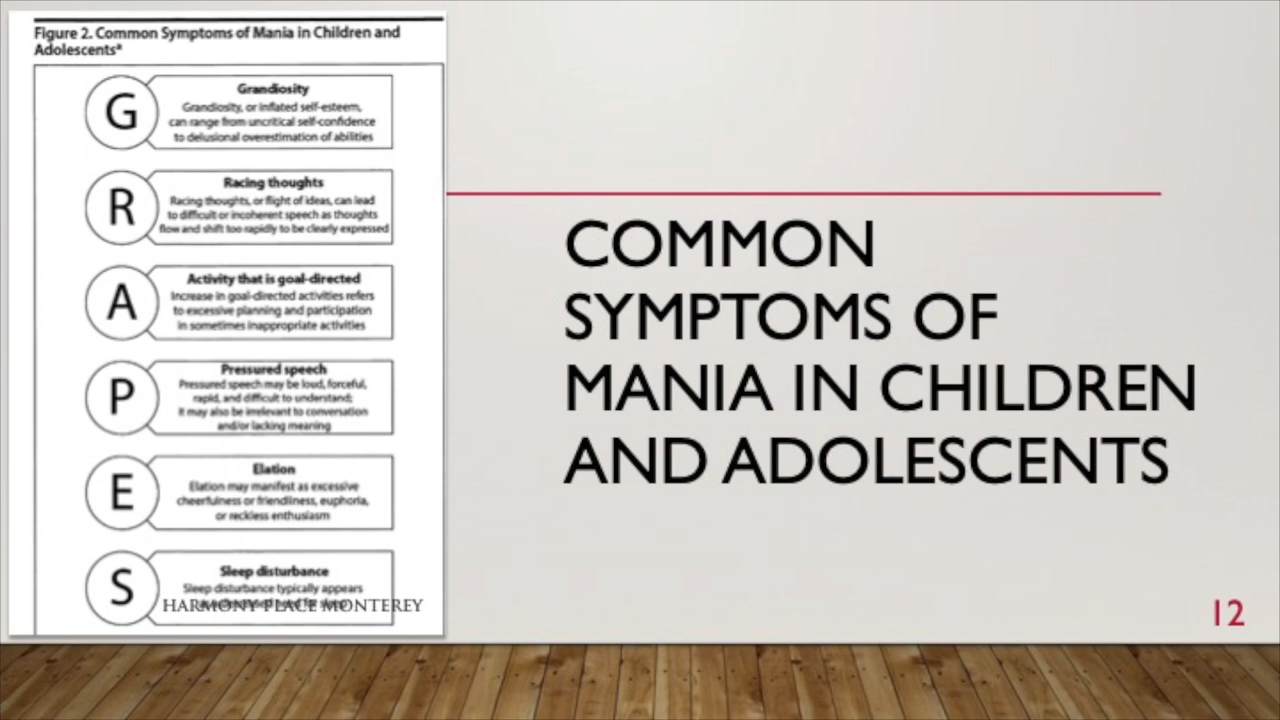 Figure 2. Common Symptoms of Mania in Children and
Adolescentsª
G
Grandiosity
Grandiosity, or inflated self-esteem,
can range from uncritical self-confidence
to delusional overestimation of abilities
R
Racing thoughts
Racing thoughts, or flight of ideas, can lead
to difficult or incoherent speech as thoughts
flow and shift too rapidly to be clearly expressed
A
Activity that is goal-directed
Increase in goal-directed activities refers
to excessive planning and participation
in sometimes inappropriate activities
P
Pressured speech
Pressured speech may be loud, forceful,
rapid, and difficult to understand;
it may also be irrelevant to conversation
and/or lacking meaning
E
Elation
Elation may manifest as excessive
cheerfulness or friendliness, euphoria,
or reckless enthusiasm
S
Sleep disturbance
Sleep disturbance typically appears
HARMONY PLACE MONTEREY
COMMON
SYMPTOMS OF
MANIA IN CHILDREN
AND ADOLESCENTS
12